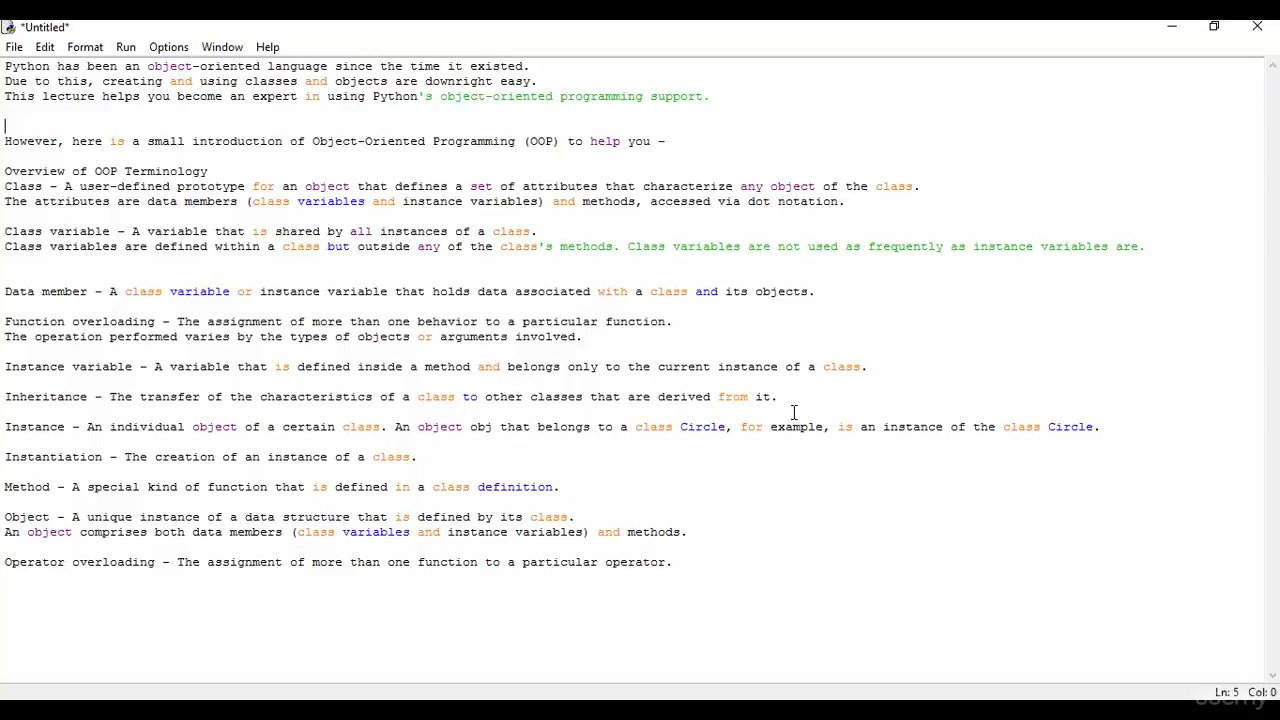 *Untitled*
File Edit Format Run Options Window Help
Python has been an object-oriented language since the time it existed.
Due to this, creating and using classes and objects are downright easy.
This lecture helps you become an expert in using Python's object-oriented programming support.
However, here is a small introduction of Object-Oriented Programming (OOP) to help you -
Overview of OOP Terminology
Class - A user-defined prototype for an object that defines a set of attributes that characterize any object of the class.
The attributes are data members (class variables and instance variables) and methods, accessed via dot notation.
Class variable - A variable that is shared by all instances of a class.
Class variables are defined within a class but outside any of the class's methods. Class variables are not used as frequently as instance variables are.
Data member - A class variable or instance variable that holds data associated with a class and its objects.
Function overloading - The assignment of more than one behavior to a particular function.
The operation performed varies by the types of objects or arguments involved.
Instance variable - A variable that is defined inside a method and belongs only to the current instance of a class.
Inheritance - The transfer of the characteristics of a class to other classes that are derived from it.
Instance - An individual object of a certain class. An object obj that belongs to a class Circle, for example, is an instance of the class Circle.
Instantiation - The creation of an instance of a class.
Method - A special kind of function that is defined in a class definition.
Object - A unique instance of a data structure that is defined by its class.
An object comprises both data members (class variables and instance variables) and methods.
Operator overloading - The assignment of more than one function to a particular operator.
Ln: 5 Col: 0